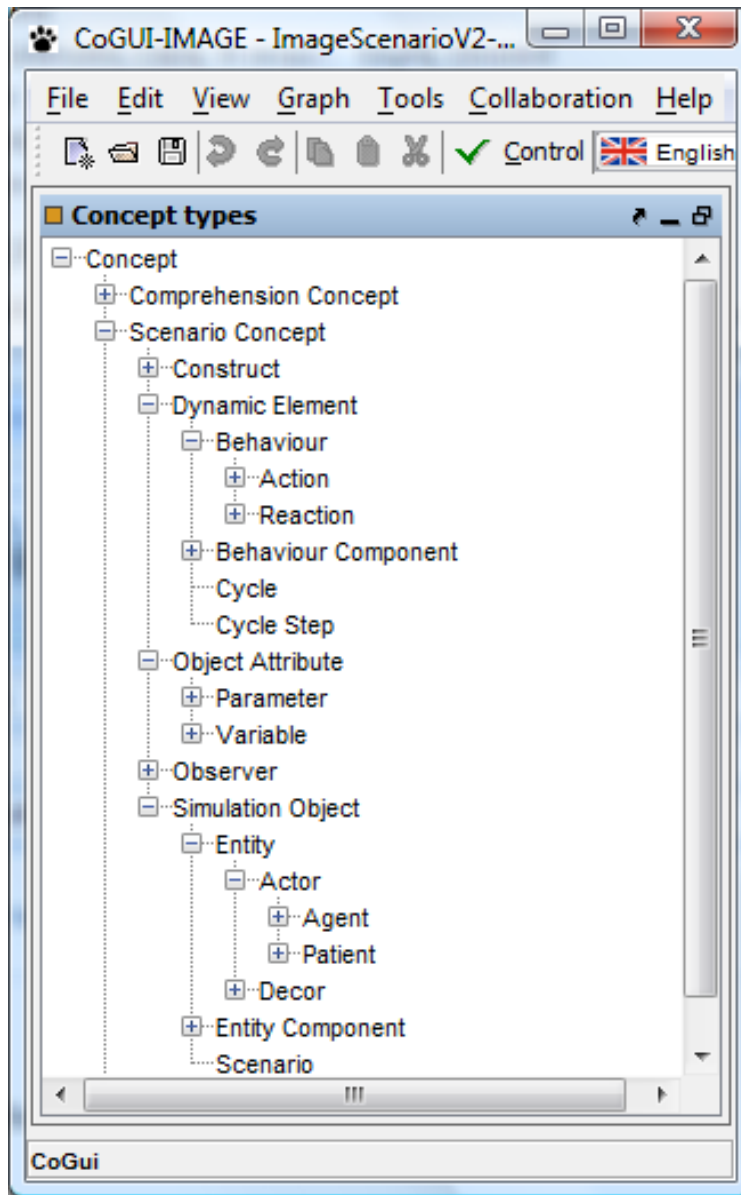 CoGUI-IMAGE - ImageScenarioV2-...
File Edit View Graph Tools Collaboration Help
Control English
Concept types
Concept
Comprehension Concept
Scenario Concept
Construct
Dynamic Element
Behaviour
Action
Reaction
Behaviour Component
Cycle
Cycle Step
Object Attribute
Parameter
Variable
Observer
Simulation Object
Entity
Actor
Agent
Patient
Decor
Entity Component
Scenario
CoGui